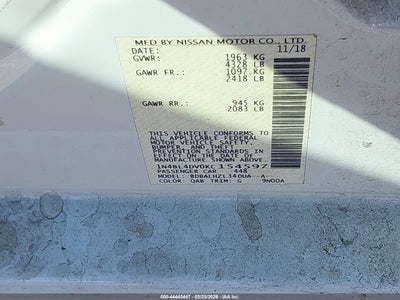 MFD BY NISSAN MOTOR CO., LTD.
DATE: 11/18
GVWR: 1963 KG
4328 LB
GAWR FR.: 1097 KG
2418 LB
GAWR RR.: 945 KG
2083 LB
THIS VEHICLE CONFORMS TO
ALL APPLICABLE FEDERAL
MOTOR VEHICLE SAFETY,
BUMPER, AND THEFT
PREVENTION STANDARDS IN
EFFECT ON THE DATE OF
MANUFACTURE SHOWN ABOVE.
1N4BL4DV0KC154597
PASSENGER CAR 448
MODEL: BDBALHZL34DUA--A--
COLOR: QAB TRIM: G 9N00A
000-44443447 - 02/23/2026 - IAA Inc.